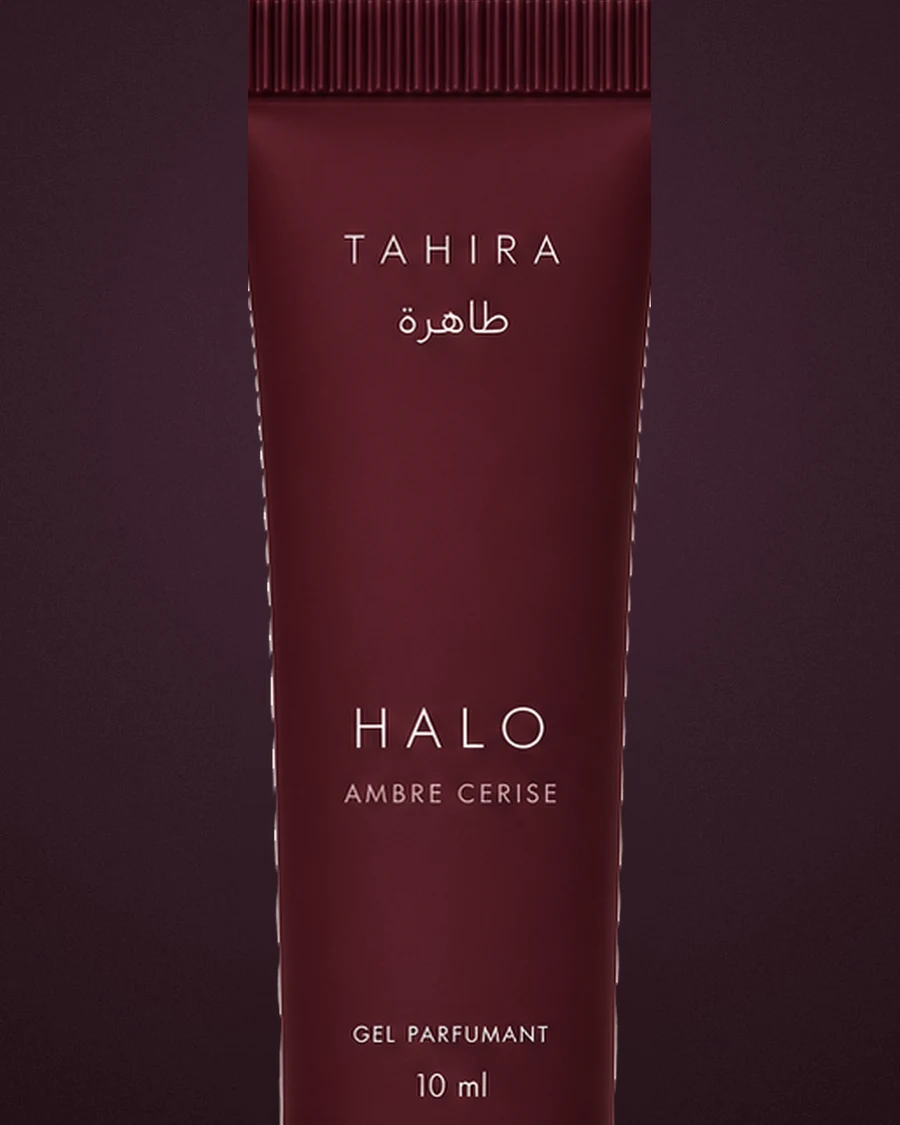 TAHIRA
طاهرة
HALO
AMBRE CERISE
GEL PARFUMANT
10 ml